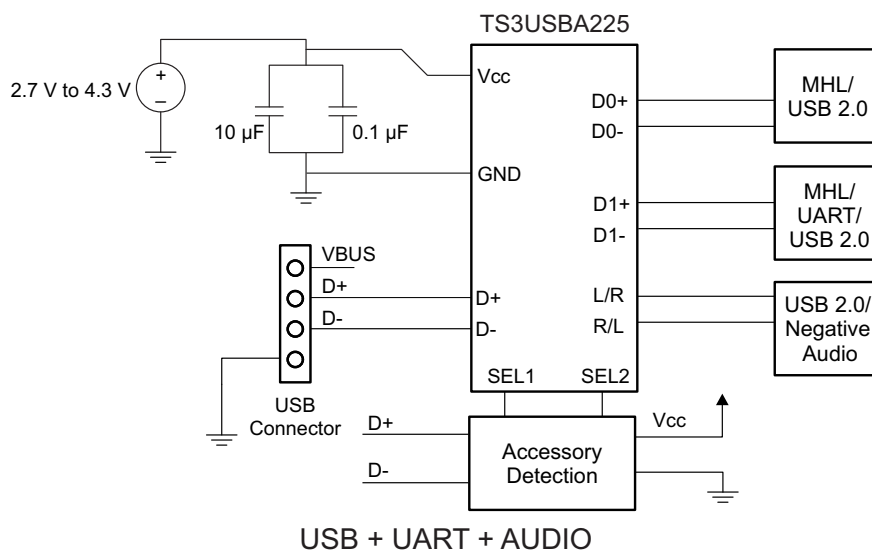 TS3USBA225
2.7 V to 4.3 V
+
–
10 µF
0.1 µF
Vcc
GND
D0+
D0-
MHL/
USB 2.0
D1+
D1-
MHL/
UART/
USB 2.0
VBUS
D+
D-
USB
Connector
D+
D-
L/R
R/L
USB 2.0/
Negative
Audio
SEL1
SEL2
D+
D-
Accessory
Detection
Vcc
USB + UART + AUDIO